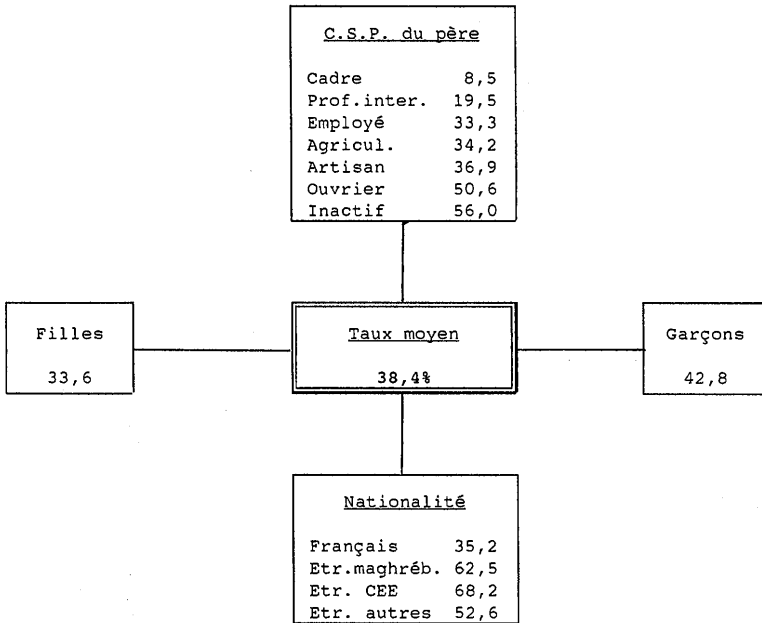 C.S.P. du père
Cadre 8,5
Prof.inter. 19,5
Employé 33,3
Agricul. 34,2
Artisan 36,9
Ouvrier 50,6
Inactif 56,0
Filles
33,6
Taux moyen
38,4%
Garçons
42,8
Nationalité
Français 35,2
Etr.maghréb. 62,5
Etr. CEE 68,2
Etr. autres 52,6